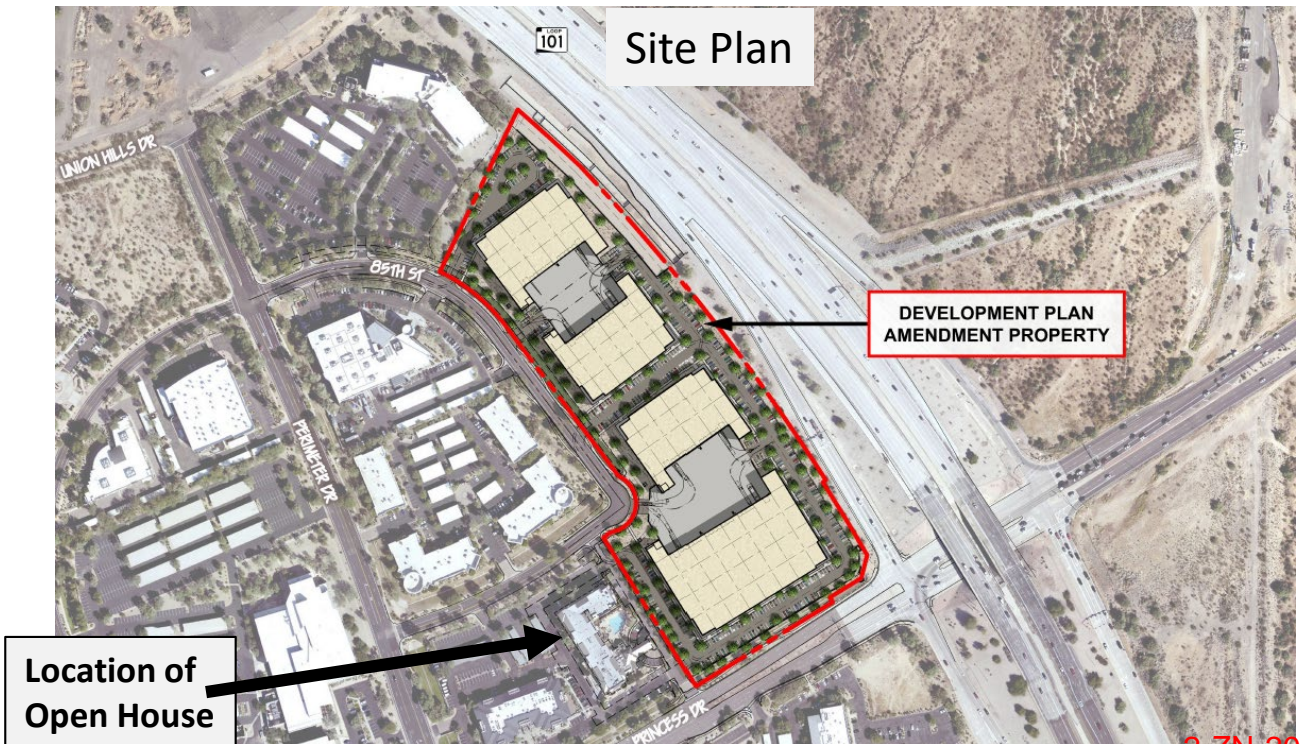 Site Plan
LOOP
101
UNION HILLS DR
85TH ST
DEVELOPMENT PLAN
AMENDMENT PROPERTY
PERIMETER DR
Location of
Open House
PRINCESS DR